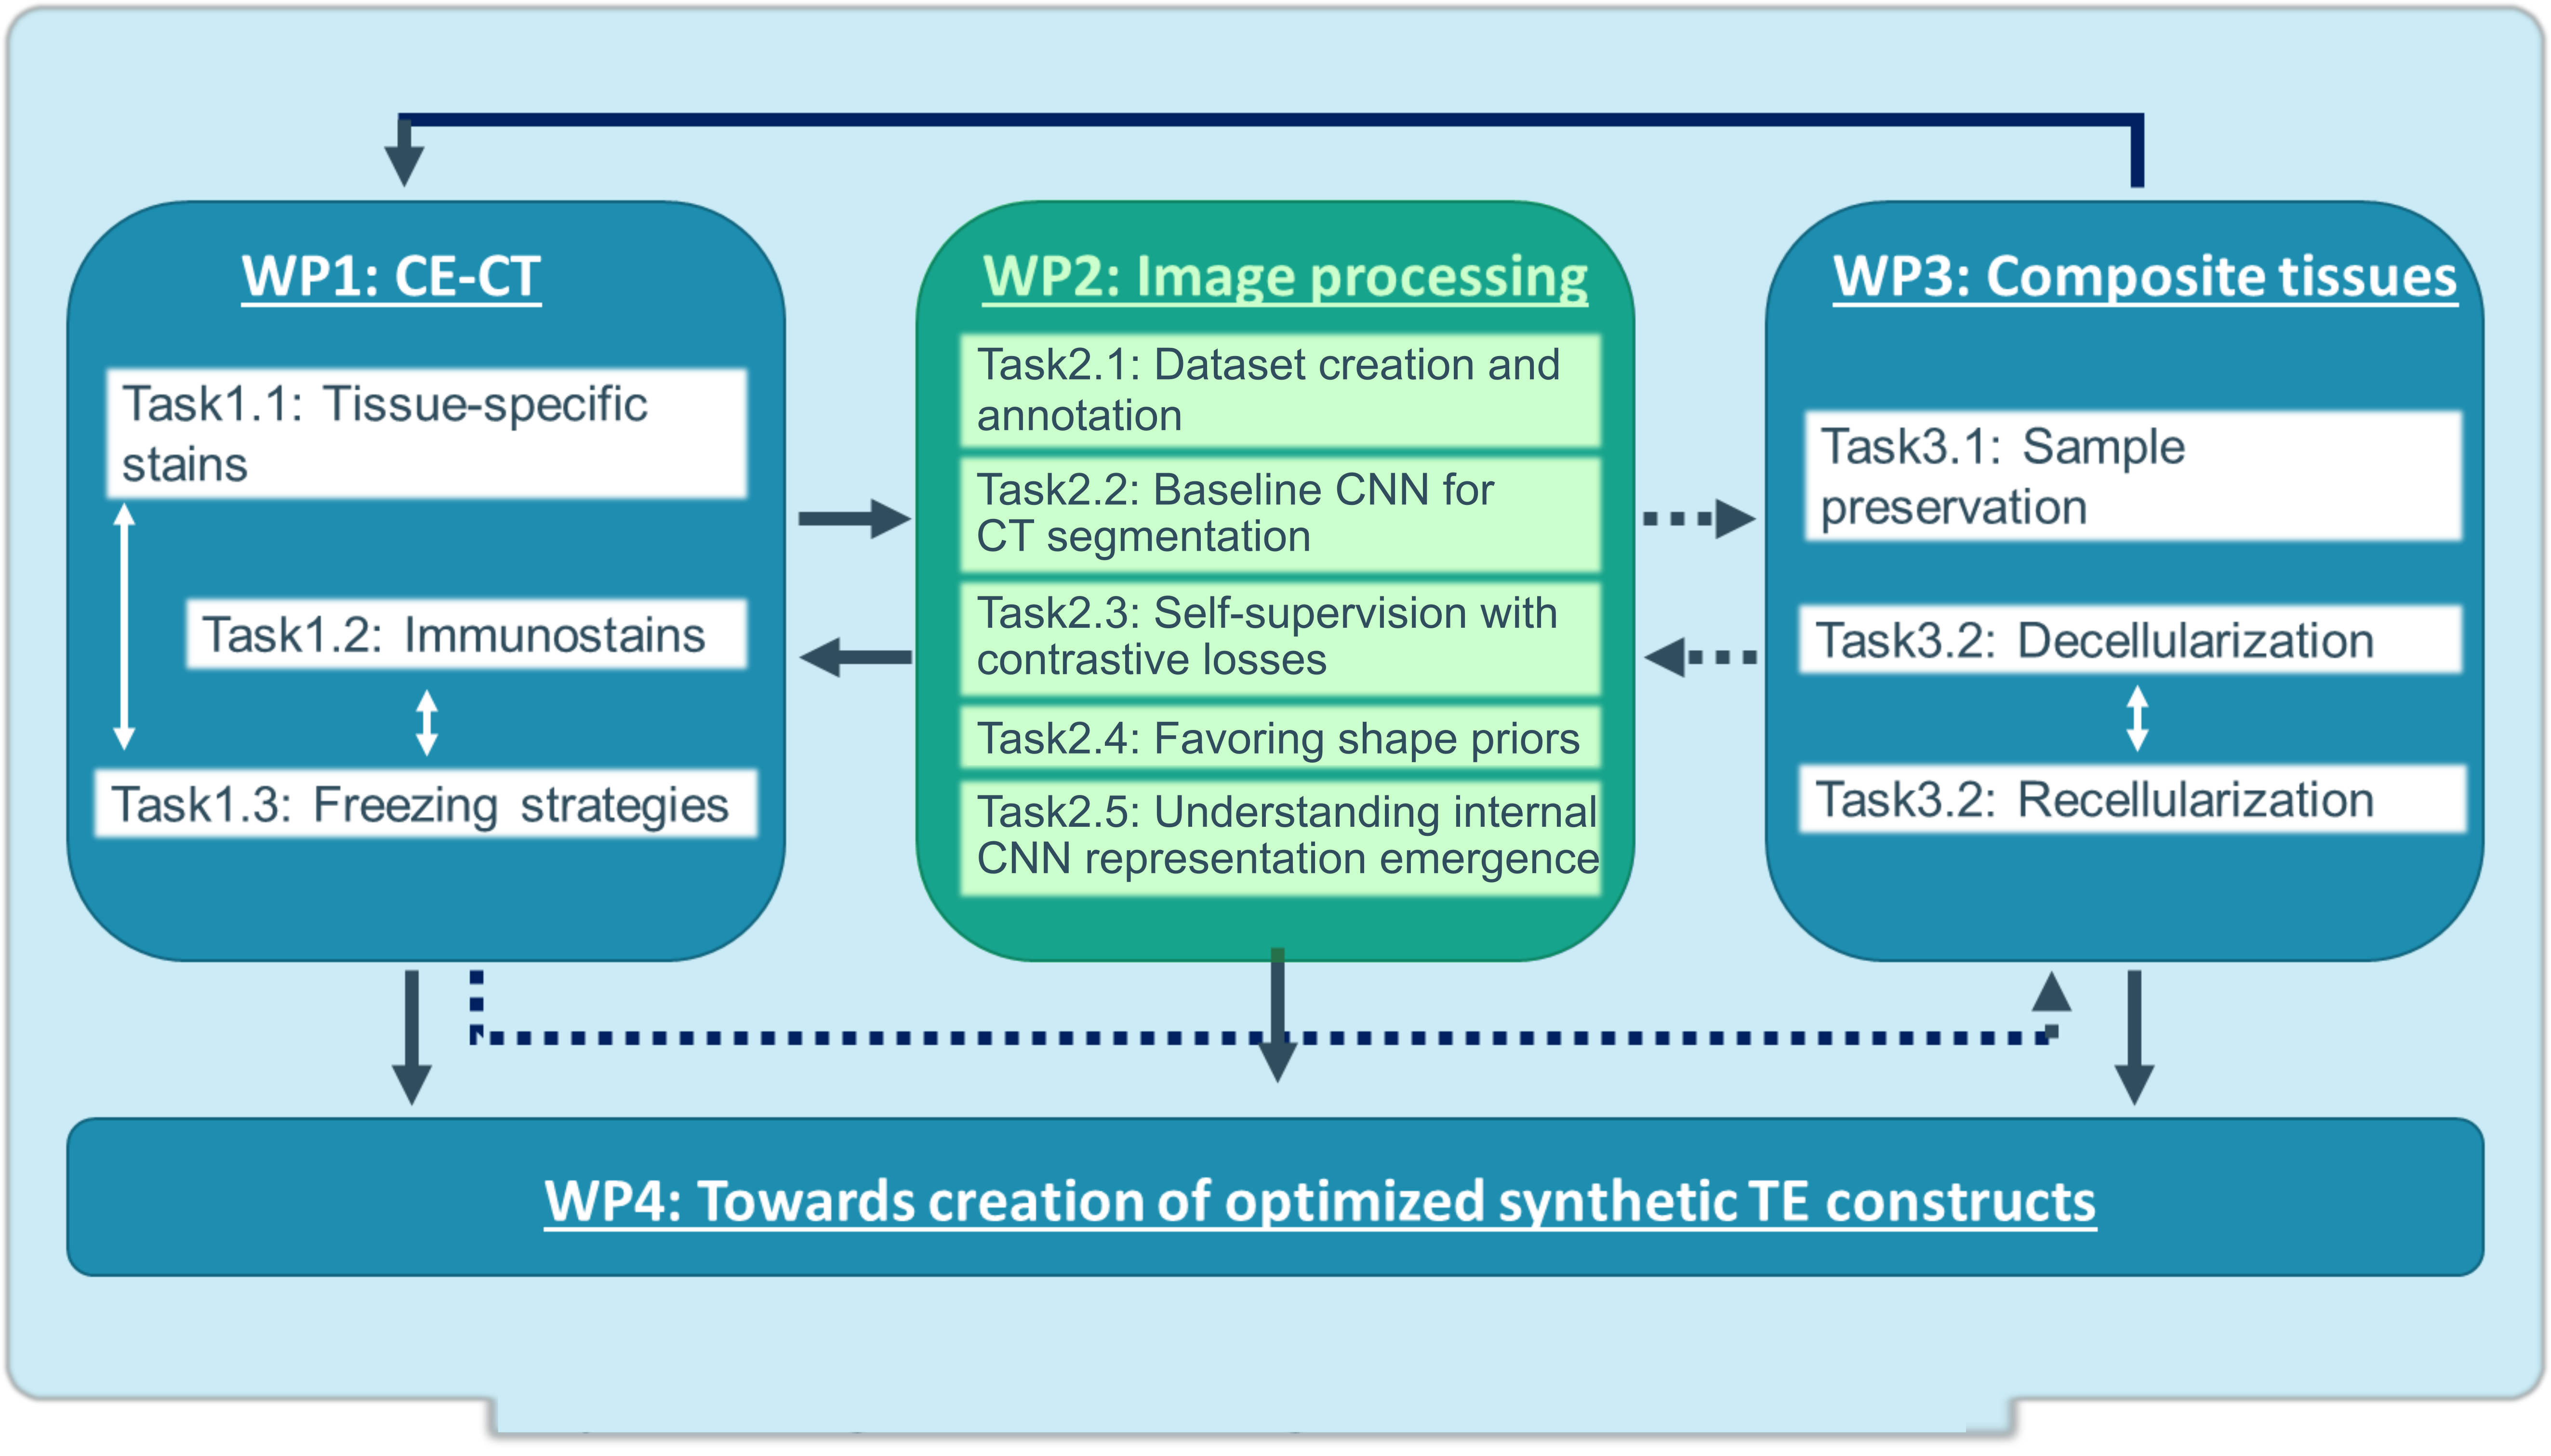 WP1: CE-CT
Task1.1: Tissue-specific
stains
Task1.2: Immunostains
Task1.3: Freezing strategies
WP2: Image processing
Task2.1: Dataset creation and
annotation
Task2.2: Baseline CNN for
CT segmentation
Task2.3: Self-supervision with
contrastive losses
Task2.4: Favoring shape priors
Task2.5: Understanding internal
CNN representation emergence
WP3: Composite tissues
Task3.1: Sample
preservation
Task3.2: Decellularization
Task3.2: Recellularization
WP4: Towards creation of optimized synthetic TE constructs